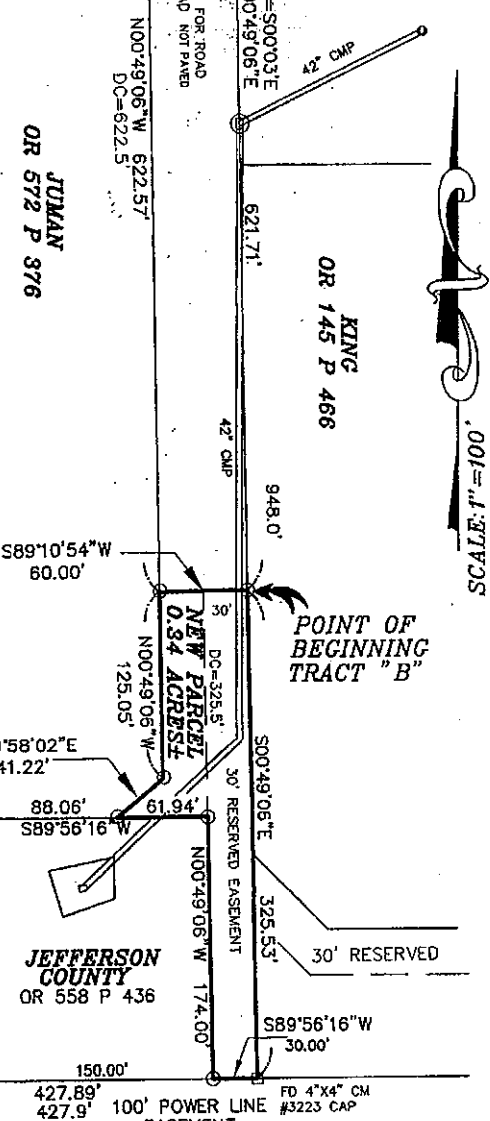 =S00°03'E
00°49'06"E
42" CMP
FOR ROAD
NOT PAVED
N00°49'06"W 622.57'
DC=622.5'
JUMAN
OR 572 P 376
621.71'
KING
OR 145 P 466
SCALE:1"=100'
42" CMP
948.0'
S89°10'54"W
60.00'
30'
POINT OF
BEGINNING
TRACT "B"
NEW PARCEL
0.34 ACRES±
DC=325.5'
N00°49'06"W
125.05'
°58'02"E
41.22'
88.06'
61.94'
S89°56'16"W
S00°49'06"E
325.53'
30' RESERVED EASEMENT
N00°49'06"W 174.00'
30' RESERVED
JEFFERSON
COUNTY
OR 558 P 436
S89°56'16"W
30.00'
150.00'
427.89'
427.9'
100' POWER LINE
EASEMENT
FD 4"X4" CM
#3223 CAP